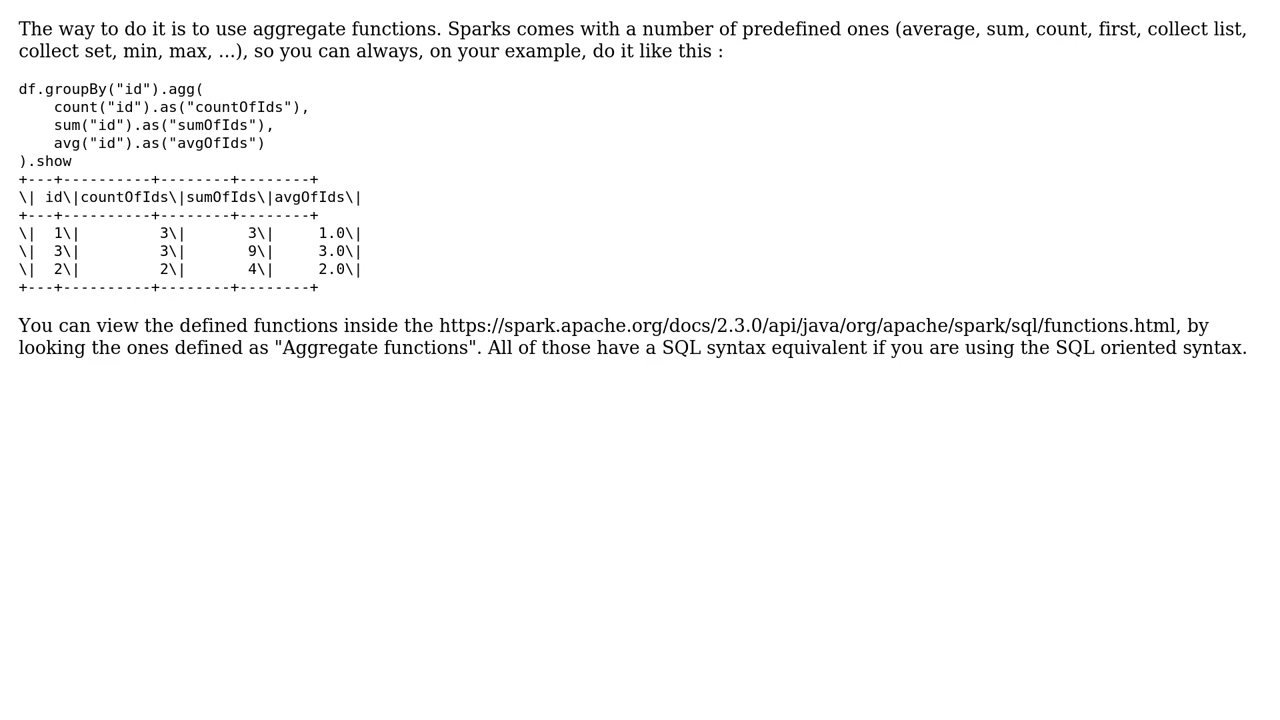 The way to do it is to use aggregate functions. Sparks comes with a number of predefined ones (average, sum, count, first, collect list,
collect set, min, max, ...), so you can always, on your example, do it like this :
df.groupBy("id").agg(
    count("id").as("countOfIds"),
    sum("id").as("sumOfIds"),
    avg("id").as("avgOfIds")
).show
+---+----------+--------+--------+
\| id\|countOfIds\|sumOfIds\|avgOfIds\|
+---+----------+--------+--------+
\|  1\|         3\|       3\|     1.0\|
\|  3\|         3\|       9\|     3.0\|
\|  2\|         2\|       4\|     2.0\|
+---+----------+--------+--------+
You can view the defined functions inside the https://spark.apache.org/docs/2.3.0/api/java/org/apache/spark/sql/functions.html, by
looking the ones defined as "Aggregate functions". All of those have a SQL syntax equivalent if you are using the SQL oriented syntax.